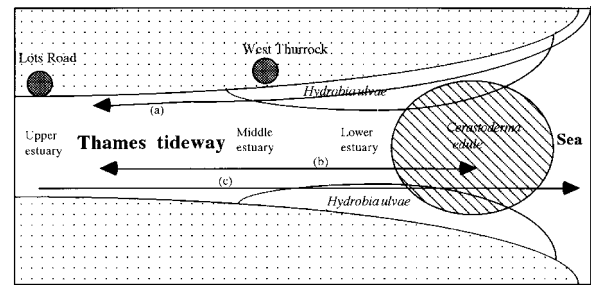 Lots Road
West Thurrock
Hydrobia ulvae
(a)
Upper
estuary
Thames tideway
Middle
estuary
Lower
estuary
Cerastoderma
edule
Sea
(b)
(c)
Hydrobia ulvae